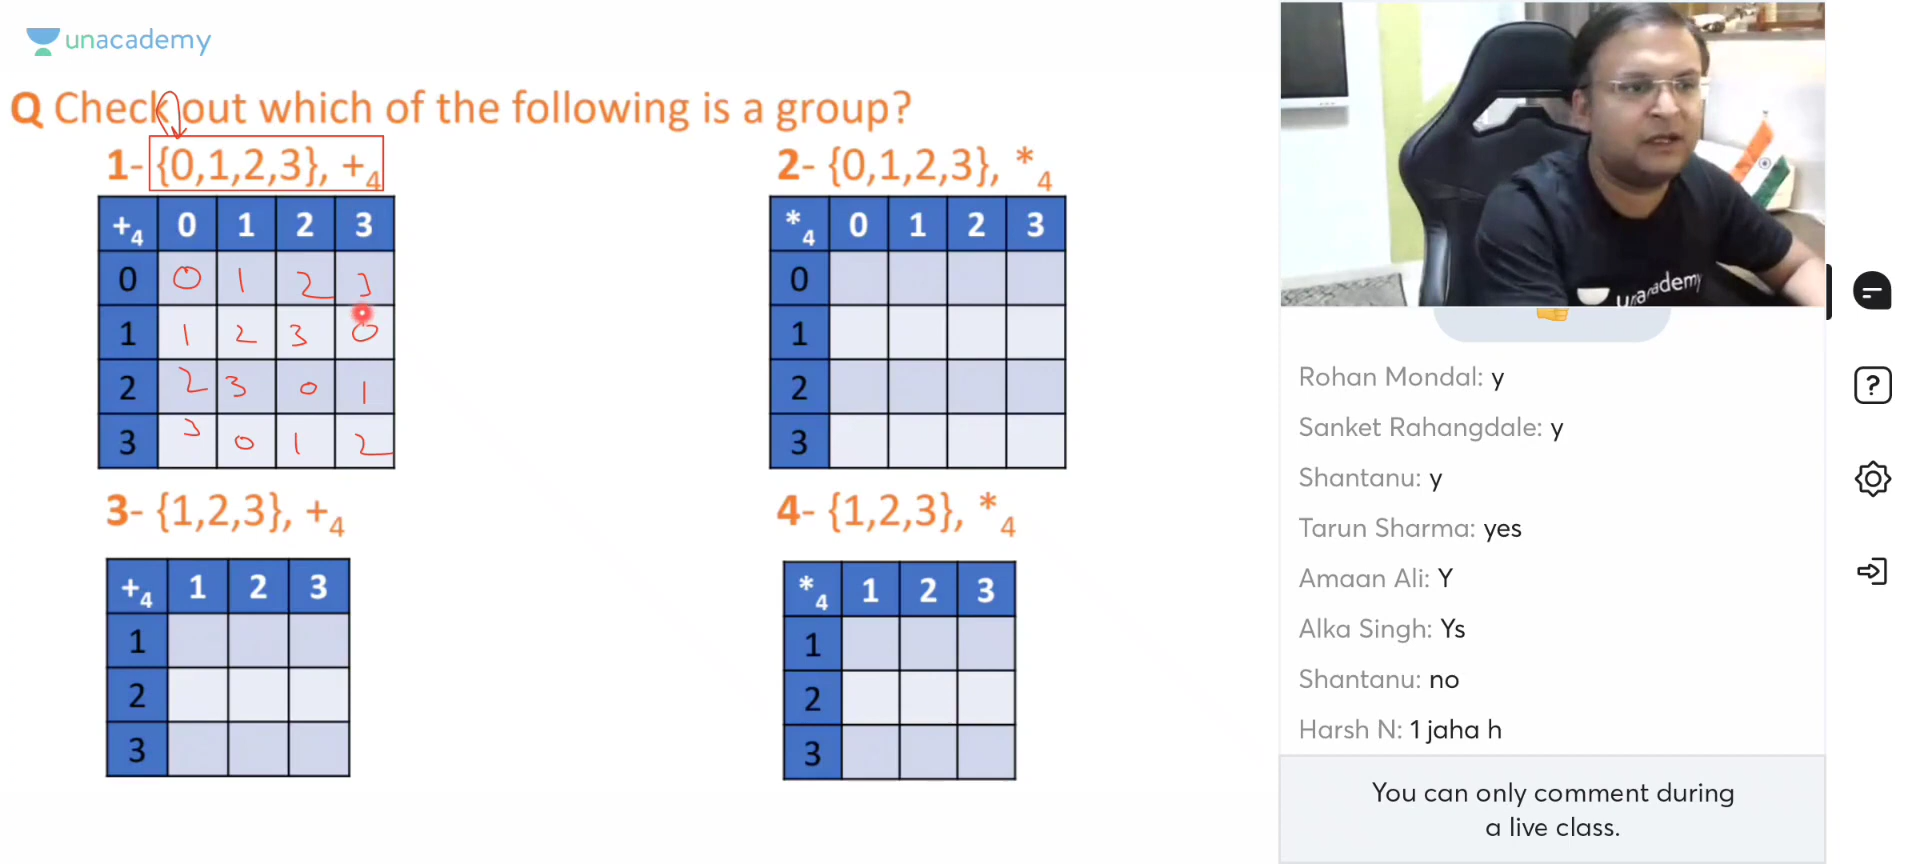 unacademy
Q Check out which of the following is a group?
1- {0,1,2,3}, +4
+4 0 1 2 3
0 0 1 2 3
1 1 2 3 0
2 2 3 0 1
3 3 0 1 2
2- {0,1,2,3}, *4
*4 0 1 2 3
0
1
2
3
3- {1,2,3}, +4
+4 1 2 3
1
2
3
4- {1,2,3}, *4
*4 1 2 3
1
2
3
unacademy
Rohan Mondal: y
Sanket Rahangdale: y
Shantanu: y
Tarun Sharma: yes
Amaan Ali: Y
Alka Singh: Ys
Shantanu: no
Harsh N: 1 jaha h
You can only comment during
a live class.
?